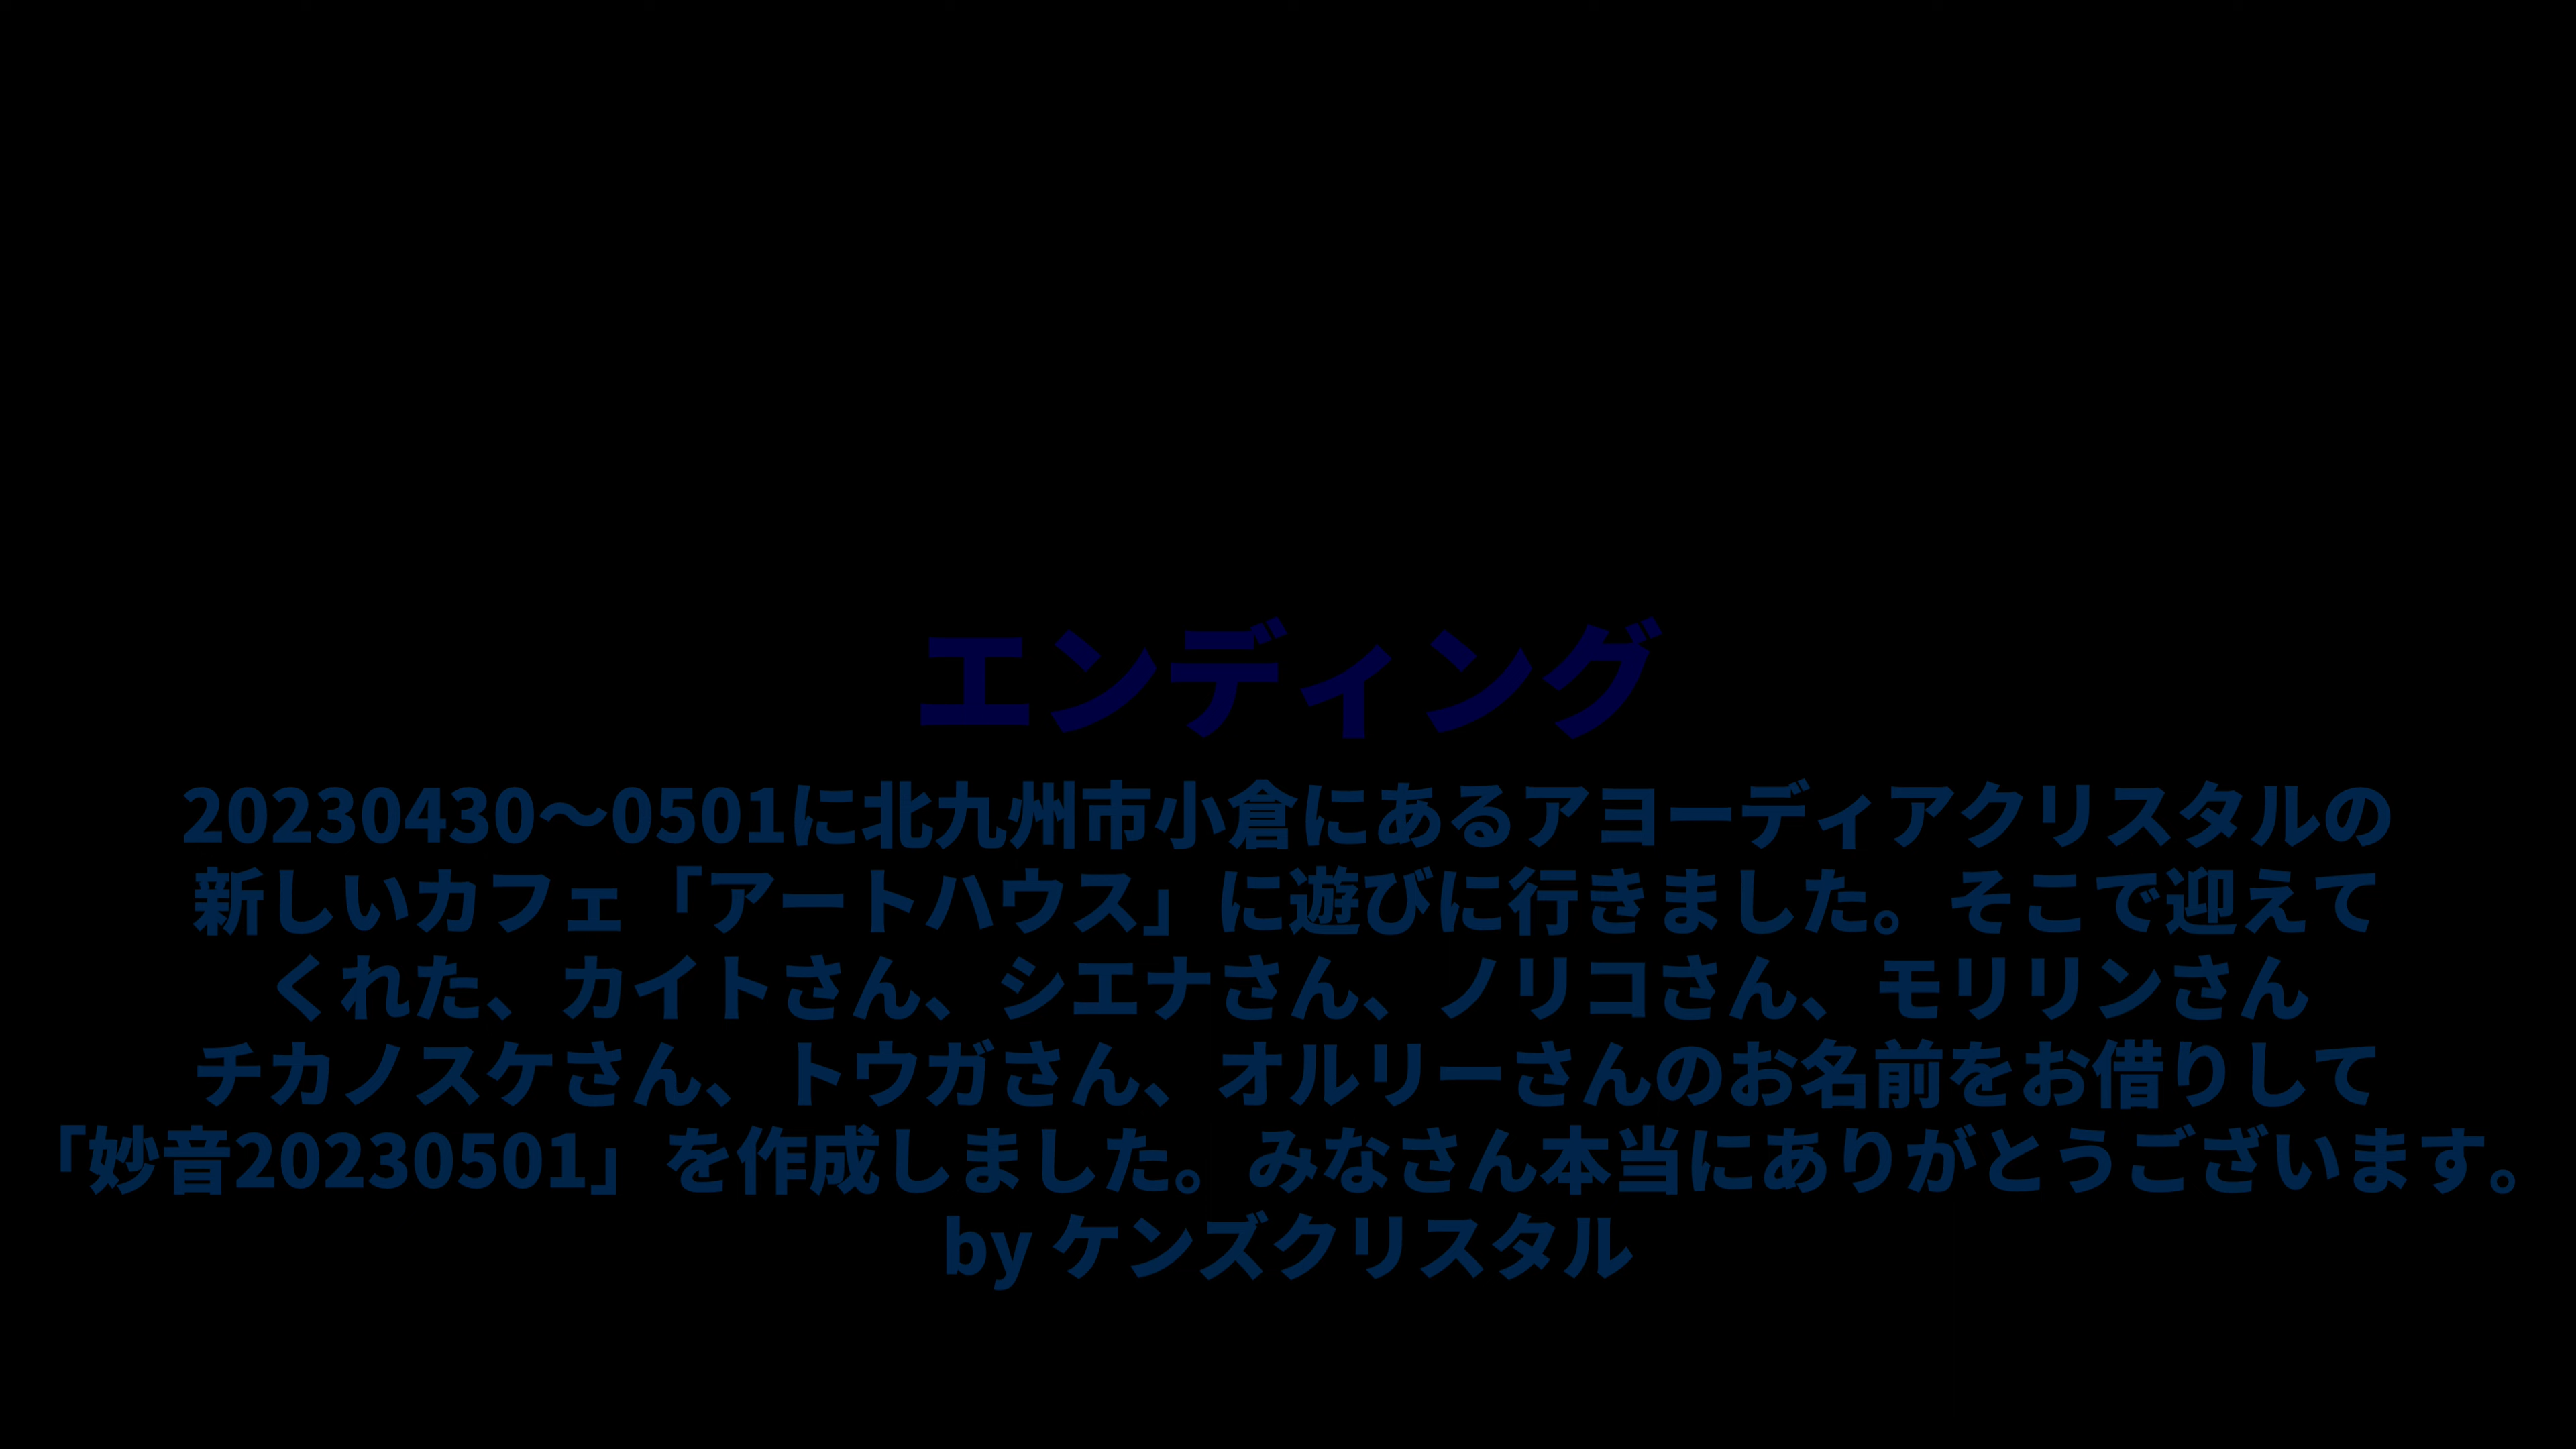 エンディング
20230430〜0501に北九州市小倉にあるアヨーディアクリスタルの
新しいカフェ「アートハウス」に遊びに行きました。そこで迎えて
くれた、カイトさん、シエナさん、ノリコさん、モリリンさん
チカノスケさん、トウガさん、オルリーさんのお名前をお借りして
「妙音20230501」を作成しました。みなさん本当にありがとうございます。
by ケンズクリスタル